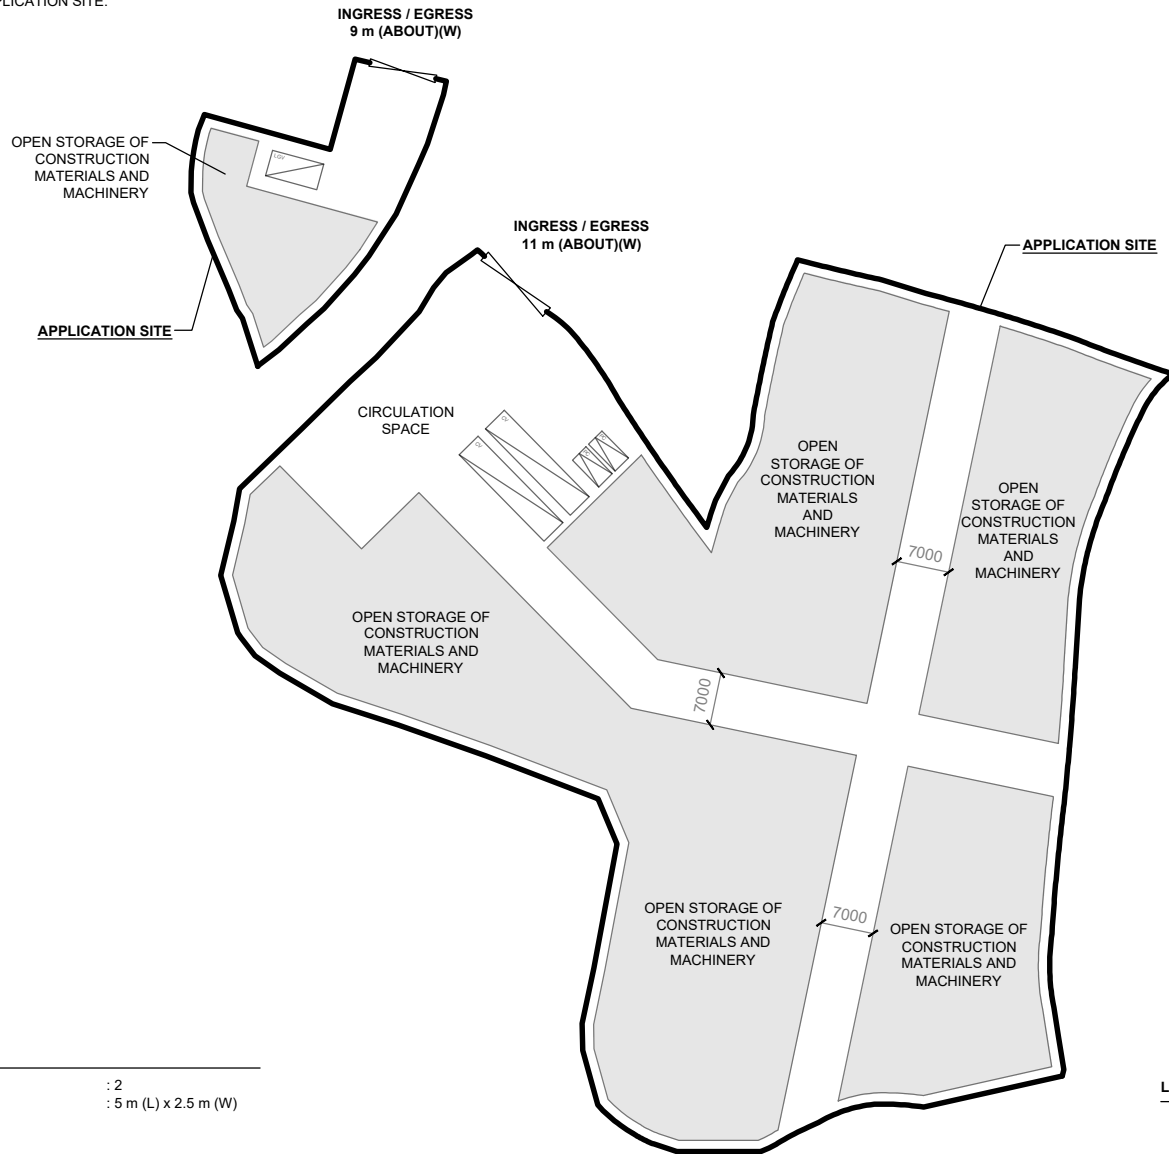 PLICATION SITE.
INGRESS / EGRESS
9 m (ABOUT)(W)
OPEN STORAGE OF
CONSTRUCTION
MATERIALS AND
MACHINERY
LGV
INGRESS / EGRESS
11 m (ABOUT)(W)
APPLICATION SITE
APPLICATION SITE
CIRCULATION
SPACE
OPEN
STORAGE OF
CONSTRUCTION
MATERIALS
AND
MACHINERY
OPEN
STORAGE OF
CONSTRUCTION
MATERIALS
AND
MACHINERY
7000
OPEN STORAGE OF
CONSTRUCTION
MATERIALS AND
MACHINERY
7000
OPEN STORAGE OF
CONSTRUCTION
MATERIALS AND
MACHINERY
7000
OPEN STORAGE OF
CONSTRUCTION
MATERIALS AND
MACHINERY
: 2
: 5 m (L) x 2.5 m (W)
L